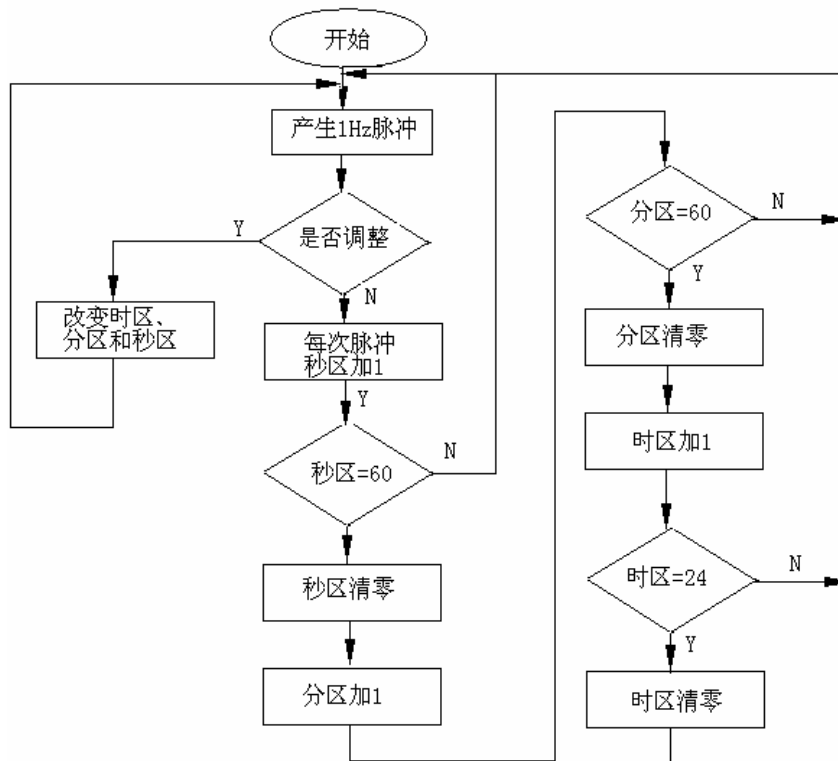 开始
产生1Hz脉冲
是否调整
Y
N
改变时区、
分区和秒区
每次脉冲
秒区加1
Y
秒区=60
N
秒区清零
分区加1
分区=60
N
Y
分区清零
时区加1
时区=24
N
Y
时区清零